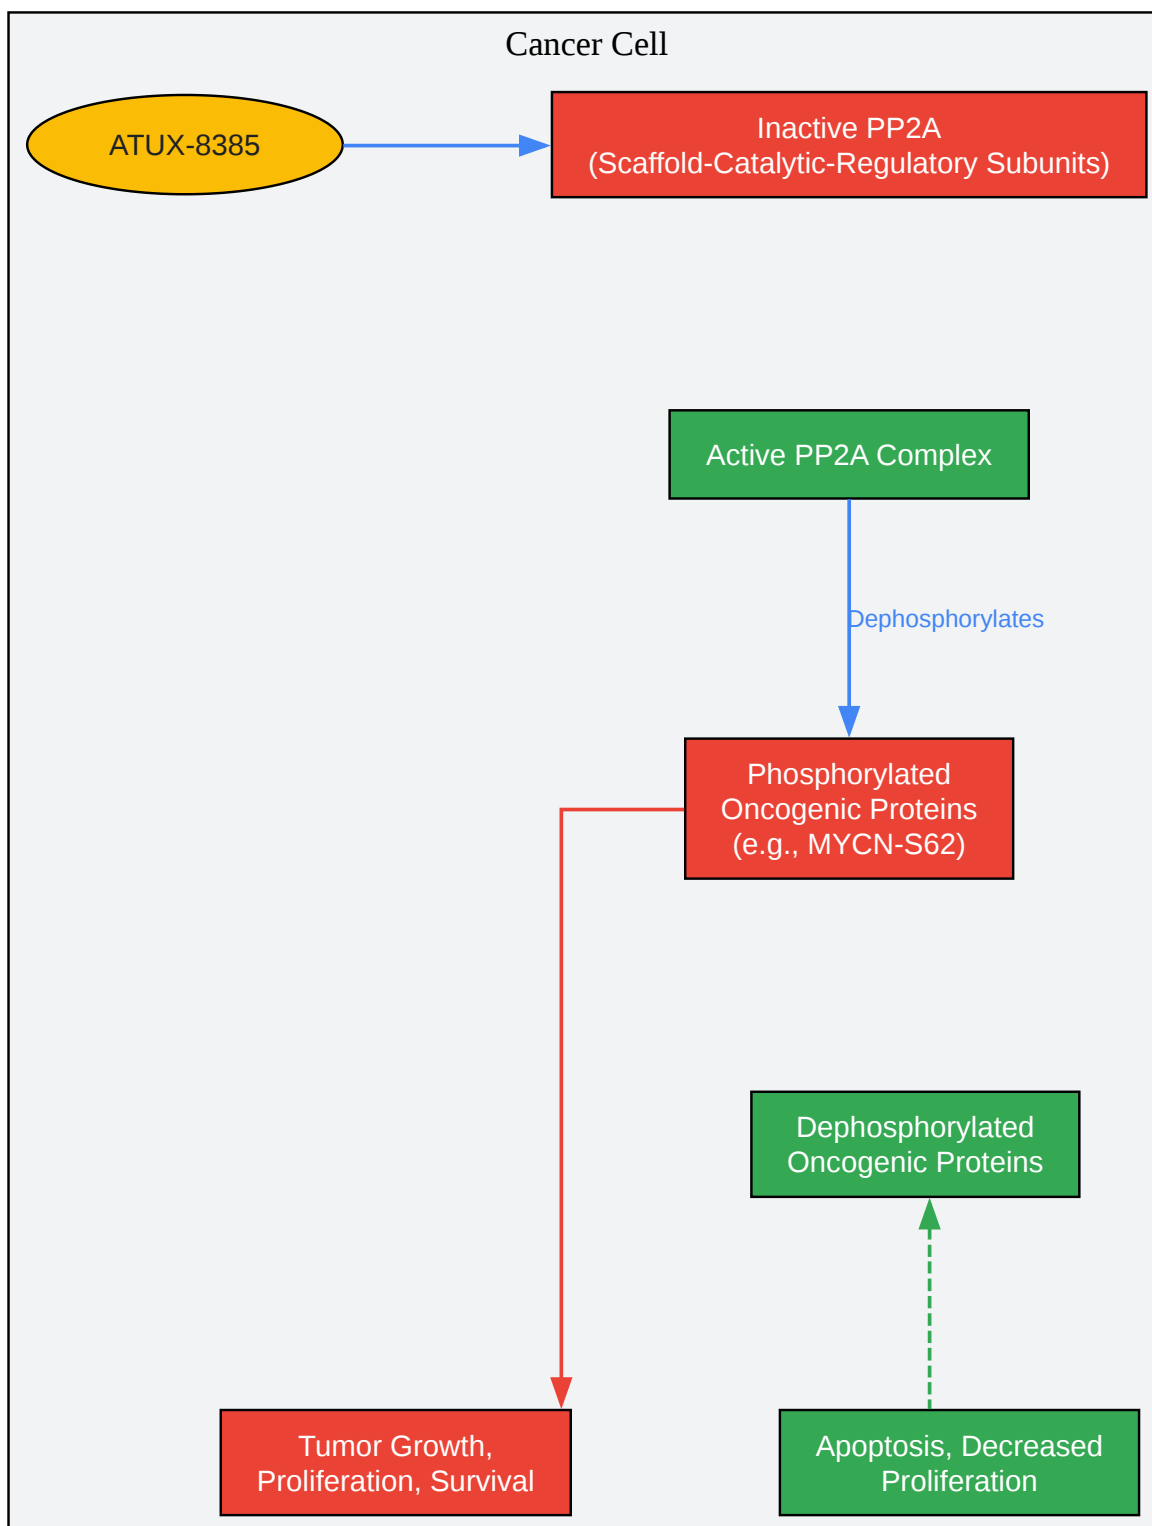 Cancer Cell
ATUX-8385
Inactive PP2A
(Scaffold-Catalytic-Regulatory Subunits)
Active PP2A Complex
Dephosphorylates
Phosphorylated
Oncogenic Proteins
(e.g., MYCN-S62)
Dephosphorylated
Oncogenic Proteins
Tumor Growth,
Proliferation, Survival
Apoptosis, Decreased
Proliferation